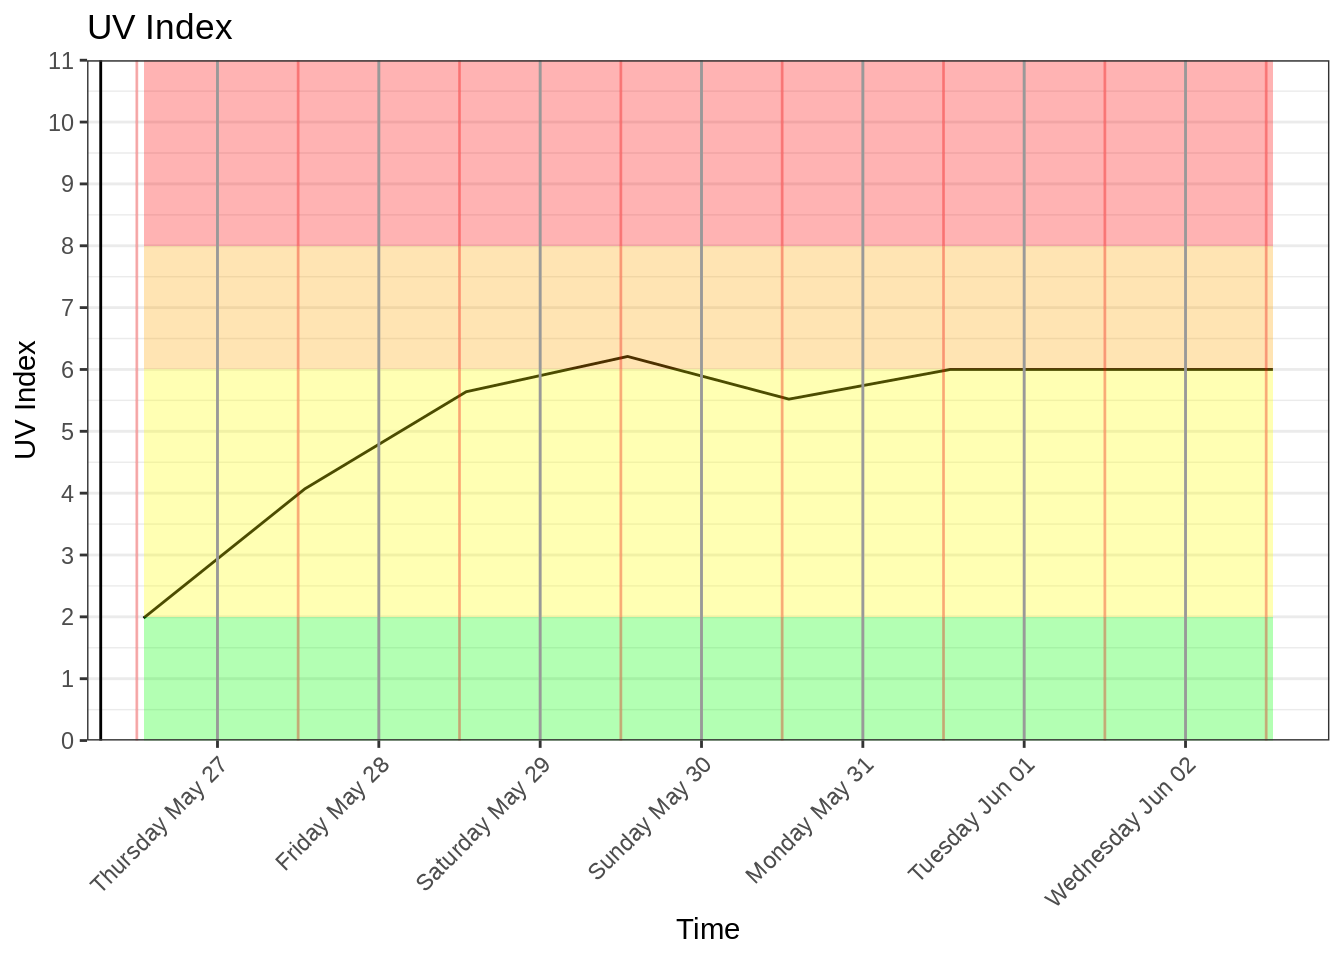 UV Index
11
10
9
8
7
6
5
4
3
2
1
0
UV Index
Thursday May 27
Friday May 28
Saturday May 29
Sunday May 30
Monday May 31
Tuesday Jun 01
Wednesday Jun 02
Time